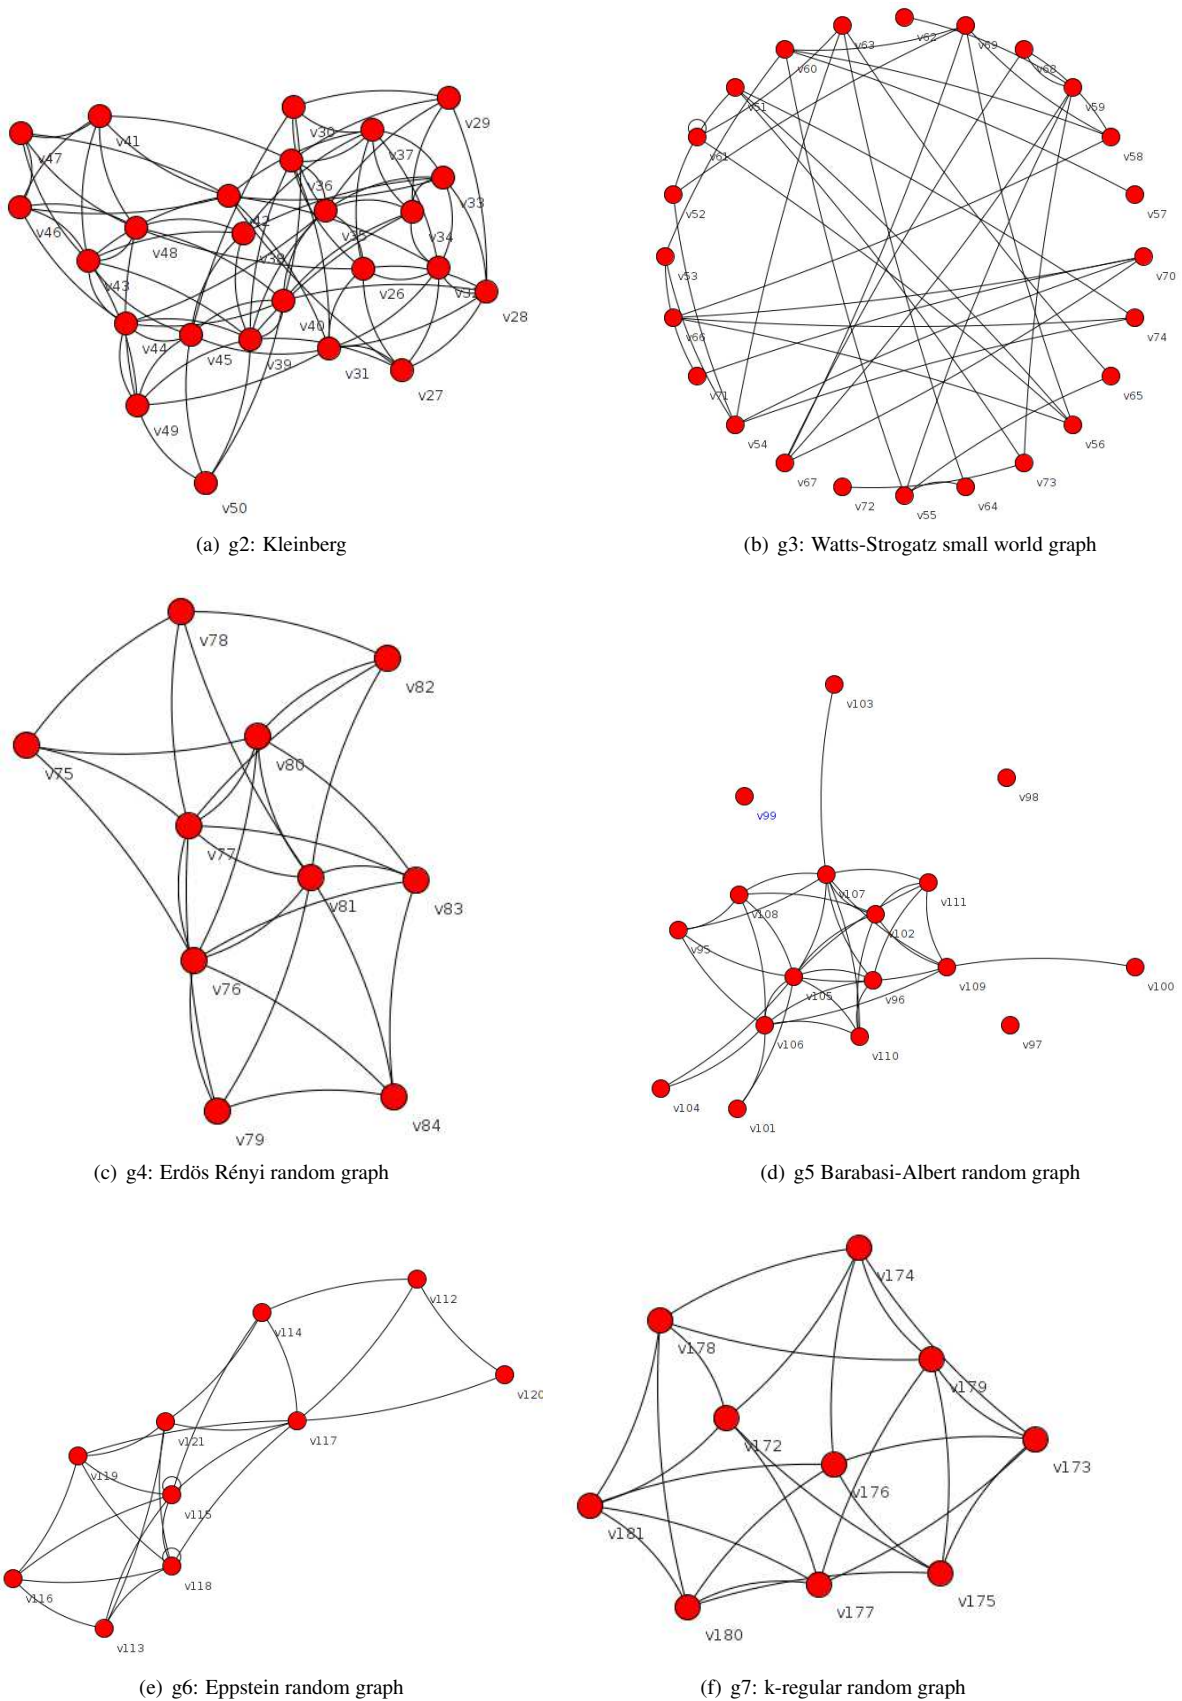 v30
v29
v41
v47
v37
v36
v33
v42
v35
v34
v46
v48
v38
v26
v43
v28
v40
v44
v45
v39
v31
v27
v49
v50
(a) g2: Kleinberg
v62
v63
v69
v60
v68
v51
v59
v61
v58
v52
v57
v53
v70
v66
v74
v71
v65
v54
v56
v67
v73
v72
v55
v64
(b) g3: Watts-Strogatz small world graph
v78
v82
v80
v75
v77
v81
v83
v76
v84
v79
(c) g4: Erdös Rényi random graph
v103
v98
v99
v107
v111
v108
v102
v95
v105
v96
v109
v100
v106
v110
v97
v104
v101
(d) g5 Barabasi-Albert random graph
v112
v114
v120
v121
v117
v119
v115
v118
v116
v113
(e) g6: Eppstein random graph
v174
v178
v179
v172
v173
v176
v181
v175
v177
v180
(f) g7: k-regular random graph